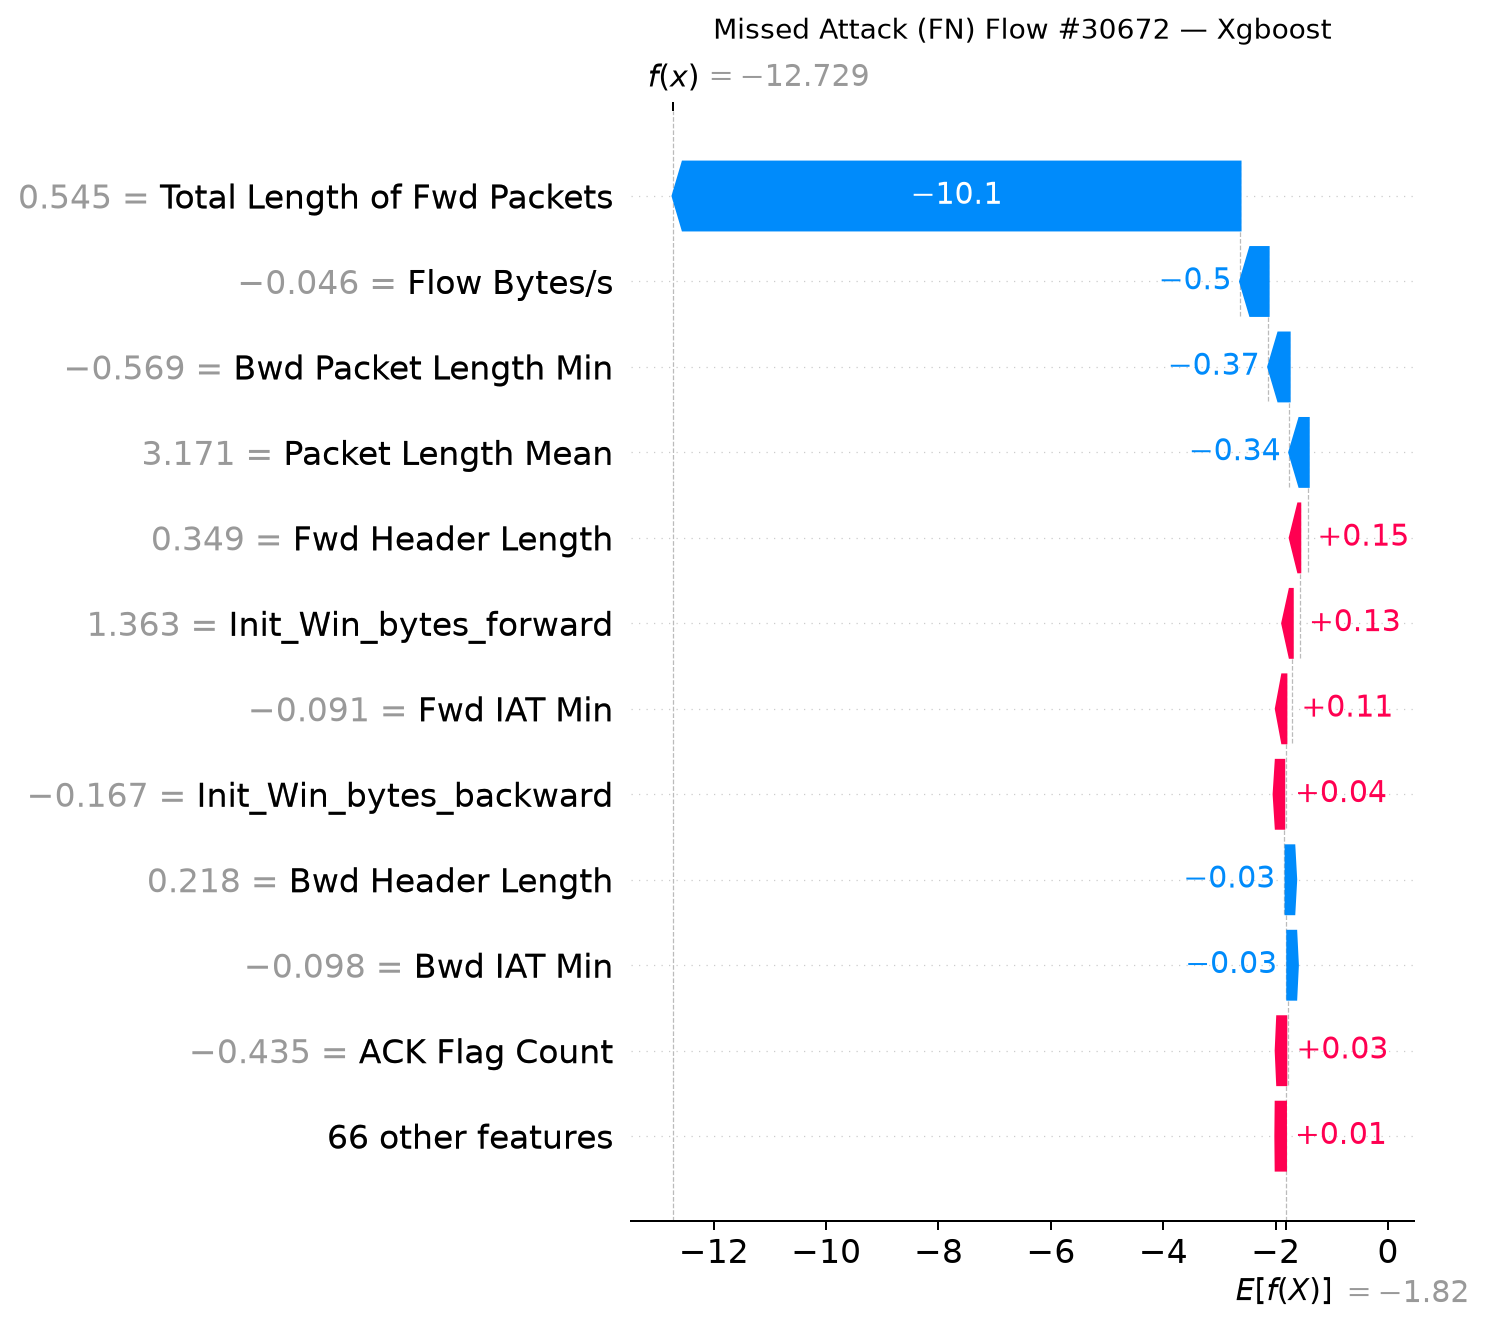 Missed Attack (FN) Flow #30672 — Xgboost
f(x) = −12.729
0.545 = Total Length of Fwd Packets −10.1
−0.046 = Flow Bytes/s −0.5
−0.569 = Bwd Packet Length Min −0.37
3.171 = Packet Length Mean −0.34
0.349 = Fwd Header Length +0.15
1.363 = Init_Win_bytes_forward +0.13
−0.091 = Fwd IAT Min +0.11
−0.167 = Init_Win_bytes_backward +0.04
0.218 = Bwd Header Length −0.03
−0.098 = Bwd IAT Min −0.03
−0.435 = ACK Flag Count +0.03
66 other features +0.01
−12 −10 −8 −6 −4 −2 0
E[f(X)] = −1.82